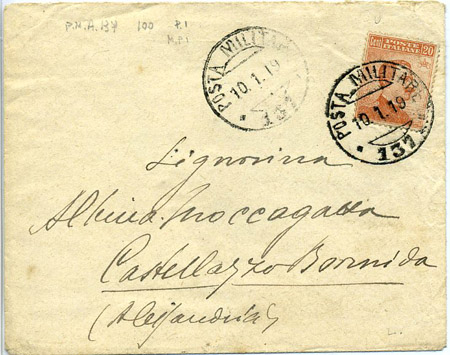 P.M.A. 137 100 P.I
M.P.I
POSTA MILITARE
10.1.19
* 137
Cent POSTE ITALIANE 20
POSTA MILITARE
10.1.19
* 137
Signorina
Albina Moccagatta
Castellazzo Bormida
(Alessandria)